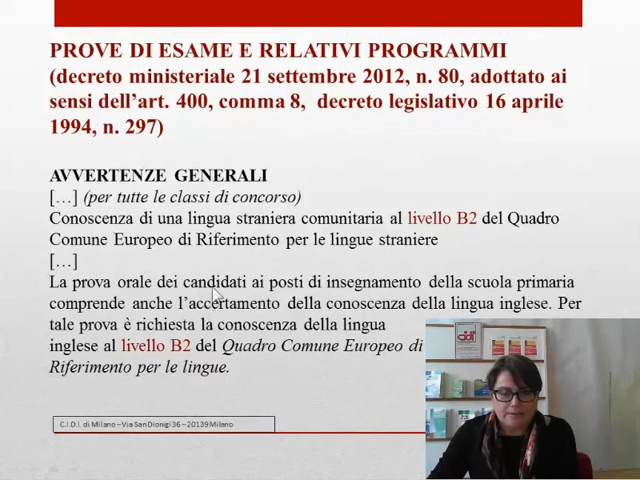 PROVE DI ESAME E RELATIVI PROGRAMMI
(decreto ministeriale 21 settembre 2012, n. 80, adottato ai
sensi dell'art. 400, comma 8, decreto legislativo 16 aprile
1994, n. 297)
AVVERTENZE GENERALI
[…] (per tutte le classi di concorso)
Conoscenza di una lingua straniera comunitaria al livello B2 del Quadro
Comune Europeo di Riferimento per le lingue straniere
[…]
La prova orale dei candidati ai posti di insegnamento della scuola primaria
comprende anche l'accertamento della conoscenza della lingua inglese. Per
tale prova è richiesta la conoscenza della lingua
inglese al livello B2 del Quadro Comune Europeo di
Riferimento per le lingue.
C.I.D.I. di Milano – Via San Dionigi 36 – 20139 Milano
cidi